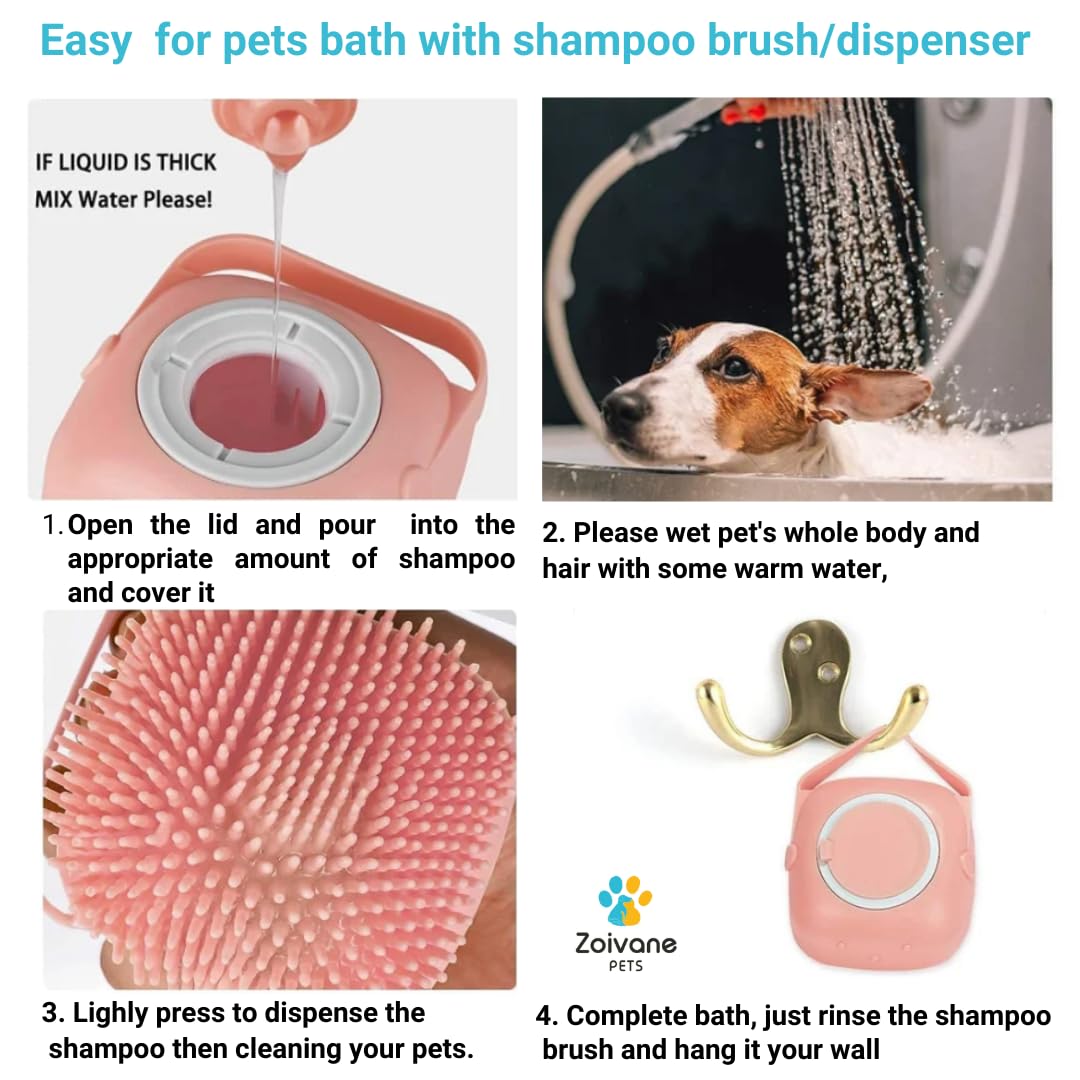 Easy for pets bath with shampoo brush/dispenser
IF LIQUID IS THICK
MIX Water Please!
1. Open the lid and pour into the
appropriate amount of shampoo
and cover it
2. Please wet pet's whole body and
hair with some warm water,
3. Lighly press to dispense the
shampoo then cleaning your pets.
Zoivane
PETS
4. Complete bath, just rinse the shampoo
brush and hang it your wall